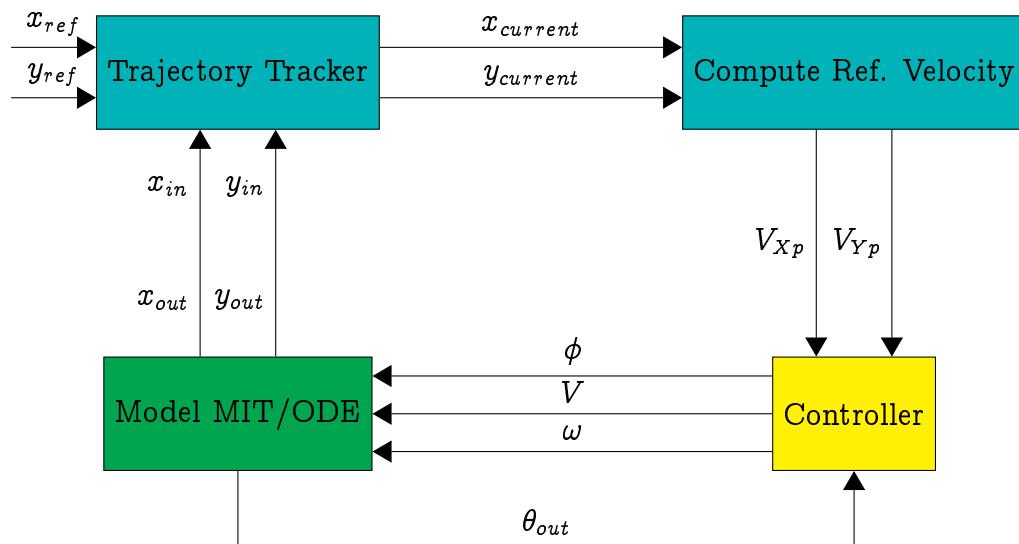 x_ref
y_ref
Trajectory Tracker
x_current
y_current
Compute Ref. Velocity
x_in
y_in
V_Xp
V_Yp
x_out
y_out
Model MIT/ODE
ϕ
V
ω
Controller
θ_out